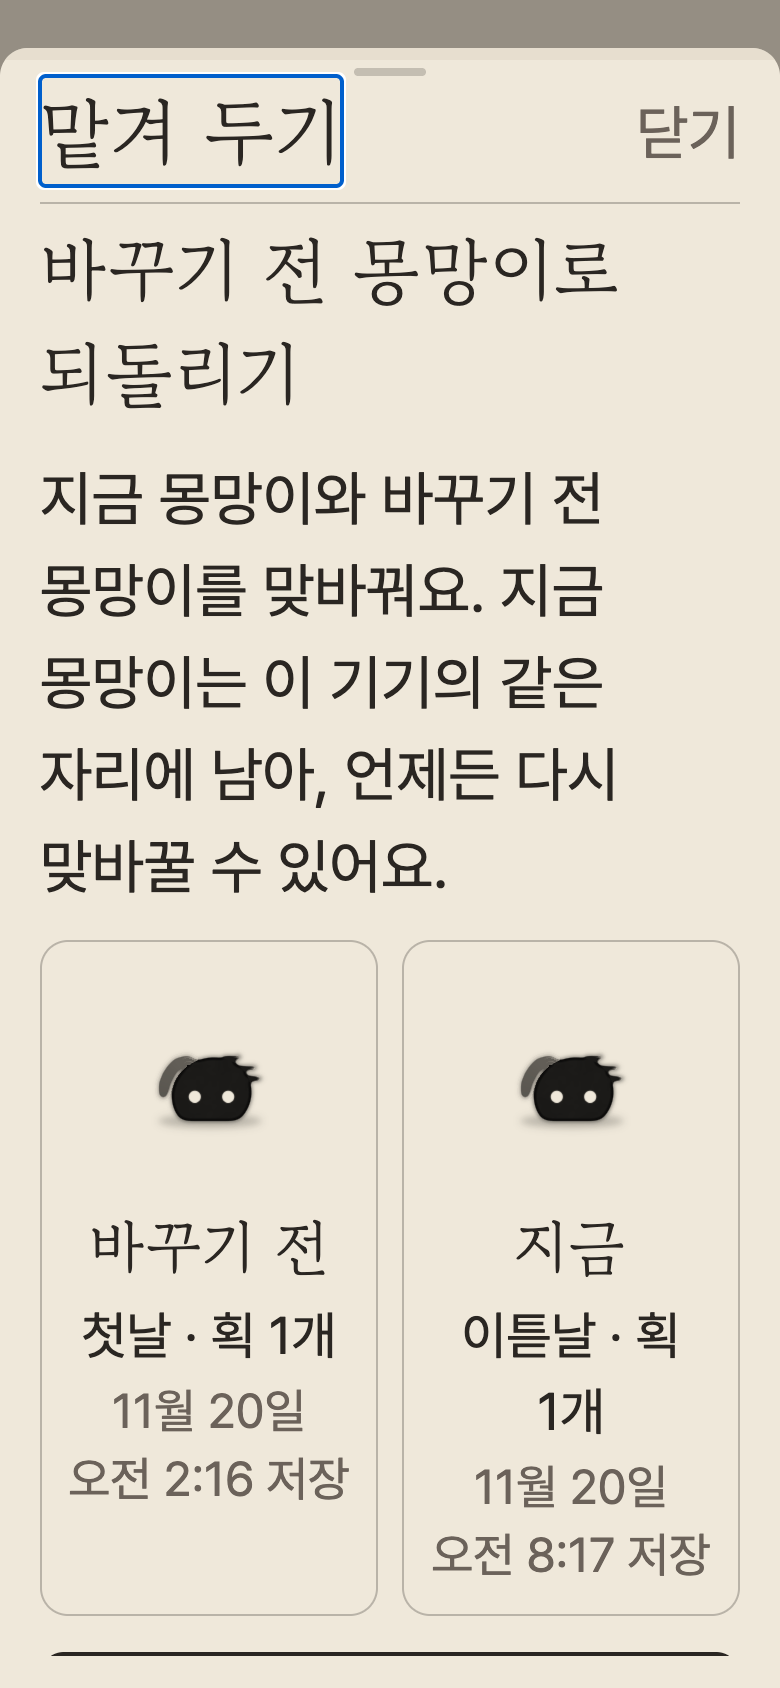 맡겨 두기
닫기
바꾸기 전 몽망이로
되돌리기
지금 몽망이와 바꾸기 전
몽망이를 맞바꿔요. 지금
몽망이는 이 기기의 같은
자리에 남아, 언제든 다시
맞바꿀 수 있어요.
바꾸기 전
첫날 · 획 1개
11월 20일
오전 2:16 저장
지금
이튿날 · 획
1개
11월 20일
오전 8:17 저장